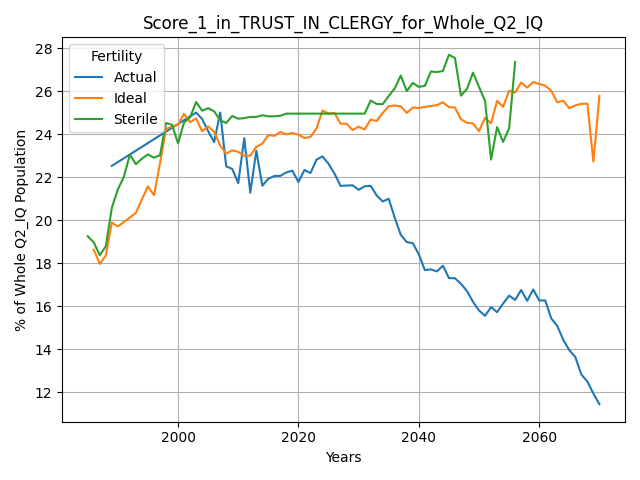 Score_1_in_TRUST_IN_CLERGY_for_Whole_Q2_IQ
Fertility
Actual
Ideal
Sterile
% of Whole Q2_IQ Population
28
26
24
22
20
18
16
14
12
2000
2020
2040
2060
Years